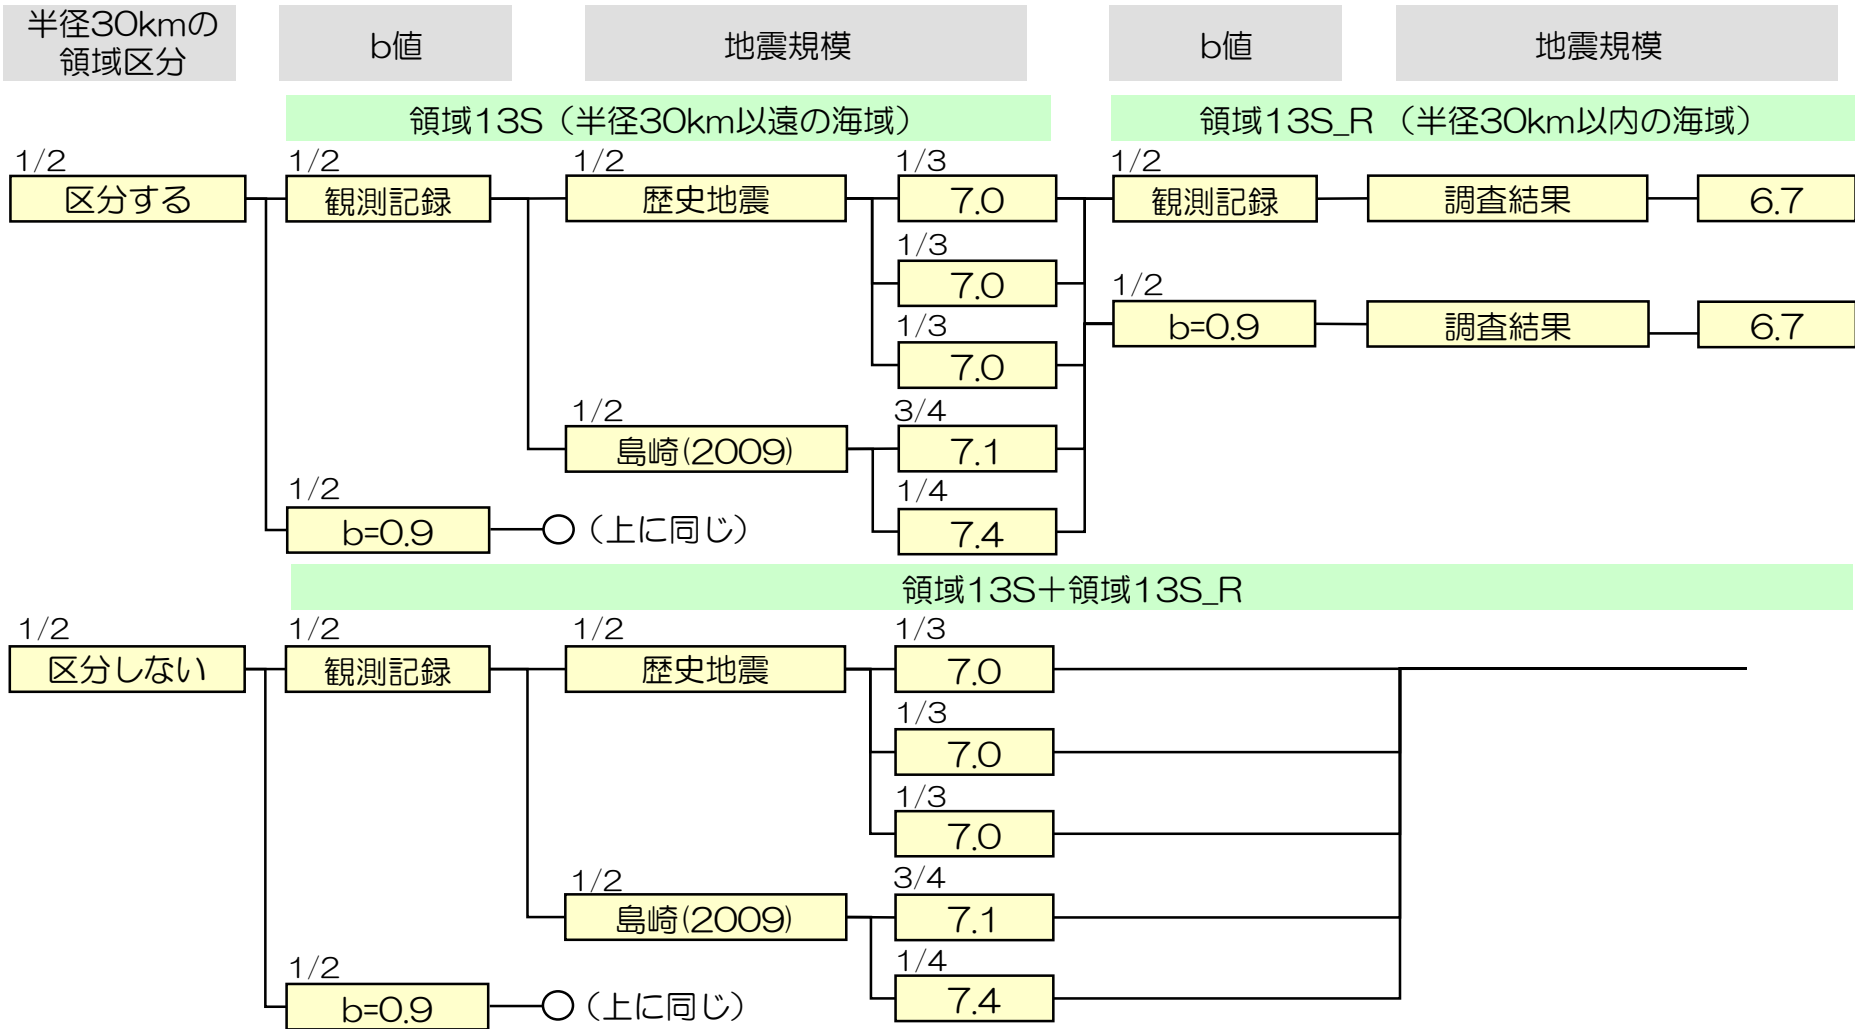 半径30kmの
領域区分
b値
地震規模
b値
地震規模
領域13S（半径30km以遠の海域）
領域13S_R （半径30km以内の海域）
1/2
1/2
1/2
1/3
1/2
区分する
観測記録
歴史地震
7.0
観測記録
調査結果
6.7
1/3
7.0
1/2
1/3
b=0.9
調査結果
6.7
7.0
1/2
3/4
島崎(2009)
7.1
1/2
1/4
b=0.9
（上に同じ）
7.4
領域13S＋領域13S_R
1/2
1/2
1/2
1/3
区分しない
観測記録
歴史地震
7.0
1/3
7.0
1/3
7.0
1/2
3/4
島崎(2009)
7.1
1/2
1/4
b=0.9
（上に同じ）
7.4